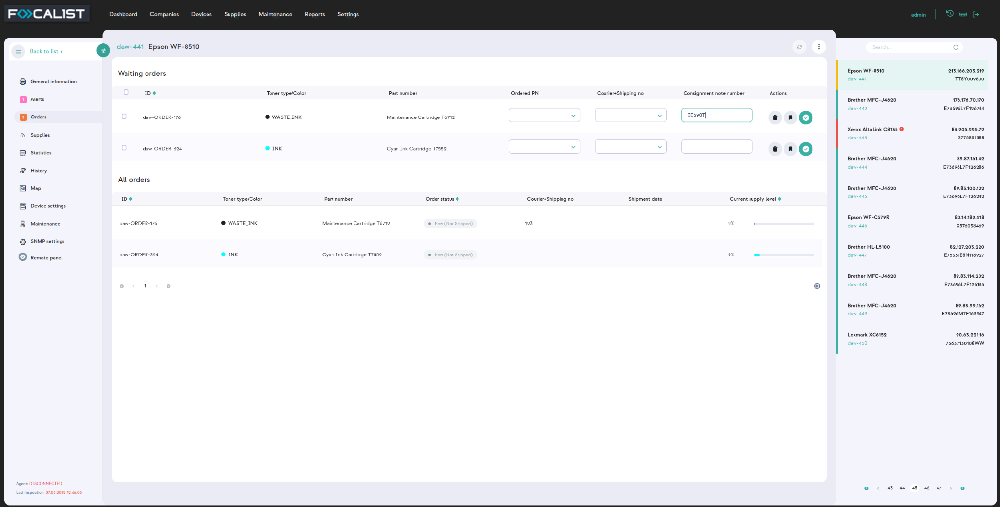 FOCALIST
Dashboard Companies Devices Supplies Maintenance Reports Settings
admin
Back to list
General information
1 Alerts
2 Orders
Supplies
Statistics
History
Map
Device settings
Maintenance
SNMP settings
Remote panel
Agent: DISCONNECTED
Last inspection: 07.03.2022 12:46:05
daw-441 Epson WF-8510
Waiting orders
ID Toner type/Color Part number Ordered PN Courier+Shipping no Consignment note number Actions
daw-ORDER-176 WASTE_INK Maintenance Cartridge T6712 IE590T
daw-ORDER-324 INK Cyan Ink Cartridge T7552
All orders
ID Toner type/Color Part number Order status Courier+Shipping no Shipment date Current supply level
daw-ORDER-176 WASTE_INK Maintenance Cartridge T6712 New (Not Shipped) 123 2%
daw-ORDER-324 INK Cyan Ink Cartridge T7552 New (Not Shipped) 9%
1
Search...
Epson WF-8510 213.166.203.219
daw-441 TT8Y009600
Brother MFC-J4620 176.176.70.170
daw-442 E73696L7F126744
Xerox AltaLink C8135 83.205.225.72
daw-443 3775851588
Brother MFC-J4620 89.87.161.42
daw-444 E73696L7F126286
Brother MFC-J4620 89.83.100.122
daw-445 E73696L7F126242
Epson WF-C579R 80.14.182.218
daw-446 X576038469
Brother HL-L5100 82.127.203.220
daw-447 E75331E8N116927
Brother MFC-J4620 89.83.114.202
daw-448 E73696L7F126135
Brother MFC-J4620 89.83.99.162
daw-449 E73696M7F163947
Lexmark XC6152 90.63.221.16
daw-450 75637130108WW
43 44 45 46 47